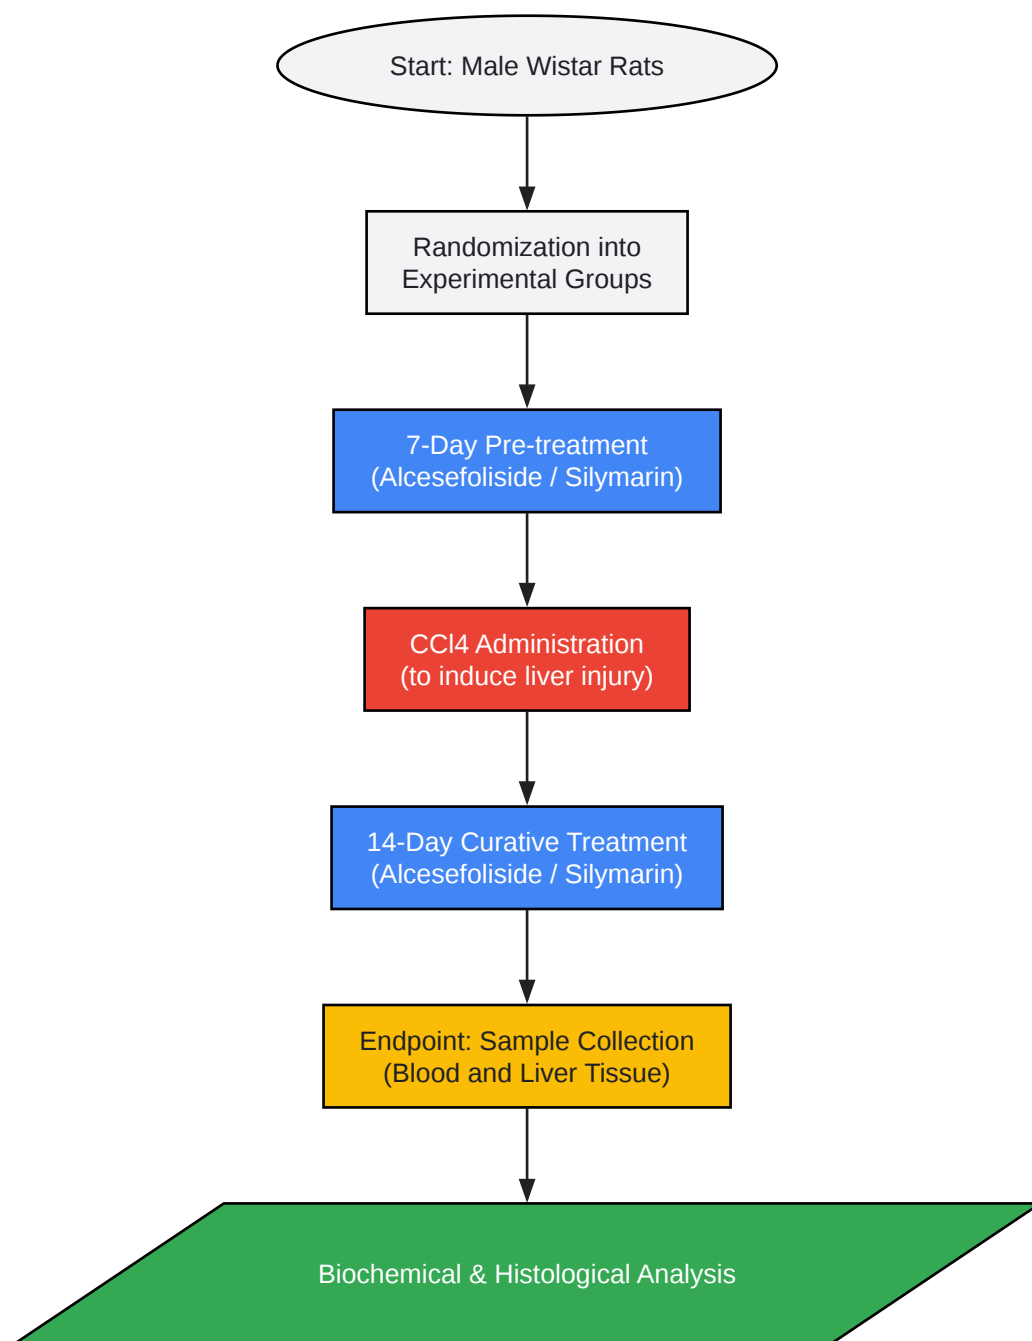 Start: Male Wistar Rats
Randomization into
Experimental Groups
7-Day Pre-treatment
(Alcesefoliside / Silymarin)
CCl4 Administration
(to induce liver injury)
14-Day Curative Treatment
(Alcesefoliside / Silymarin)
Endpoint: Sample Collection
(Blood and Liver Tissue)
Biochemical & Histological Analysis